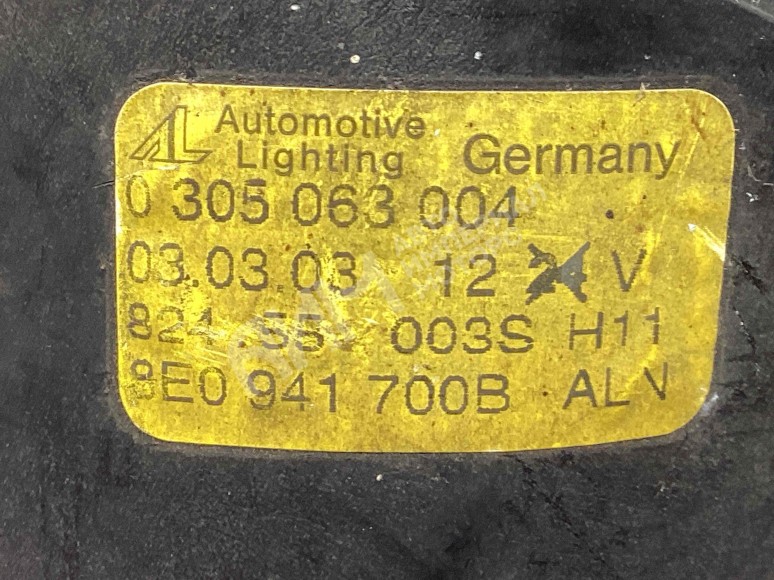 AL Automotive
Lighting Germany
0 305 063 004
03.03.03 12 24 V
824 .55 003S H11
8E0 941 700B ALN